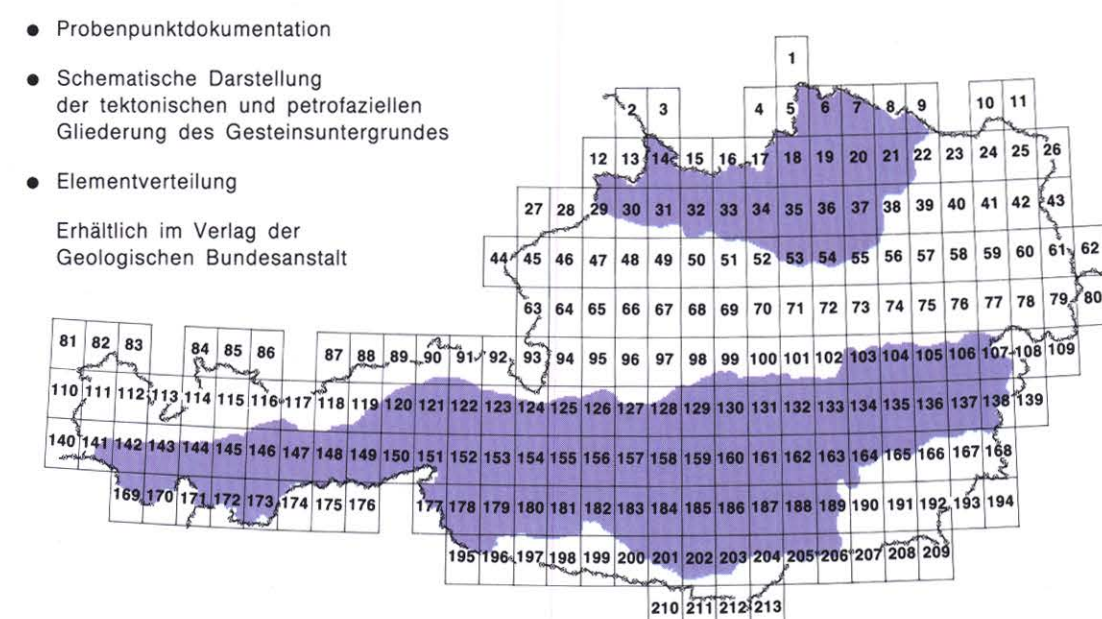 ● Probenpunktdokumentation
● Schematische Darstellung
der tektonischen und petrofaziellen
Gliederung des Gesteinsuntergrundes
● Elementverteilung
Erhältlich im Verlag der
Geologischen Bundesanstalt
1
2 3 4 5 6 7 8 9 10 11
12 13 14 15 16 17 18 19 20 21 22 23 24 25 26
27 28 29 30 31 32 33 34 35 36 37 38 39 40 41 42 43
44 45 46 47 48 49 50 51 52 53 54 55 56 57 58 59 60 61 62
63 64 65 66 67 68 69 70 71 72 73 74 75 76 77 78 79 80
81 82 83 84 85 86 87 88 89 90 91 92 93 94 95 96 97 98 99 100 101 102 103 104 105 106 107 108 109
110 111 112 113 114 115 116 117 118 119 120 121 122 123 124 125 126 127 128 129 130 131 132 133 134 135 136 137 138 139
140 141 142 143 144 145 146 147 148 149 150 151 152 153 154 155 156 157 158 159 160 161 162 163 164 165 166 167 168
169 170 171 172 173 174 175 176 177 178 179 180 181 182 183 184 185 186 187 188 189 190 191 192 193 194
195 196 197 198 199 200 201 202 203 204 205 206 207 208 209
210 211 212 213